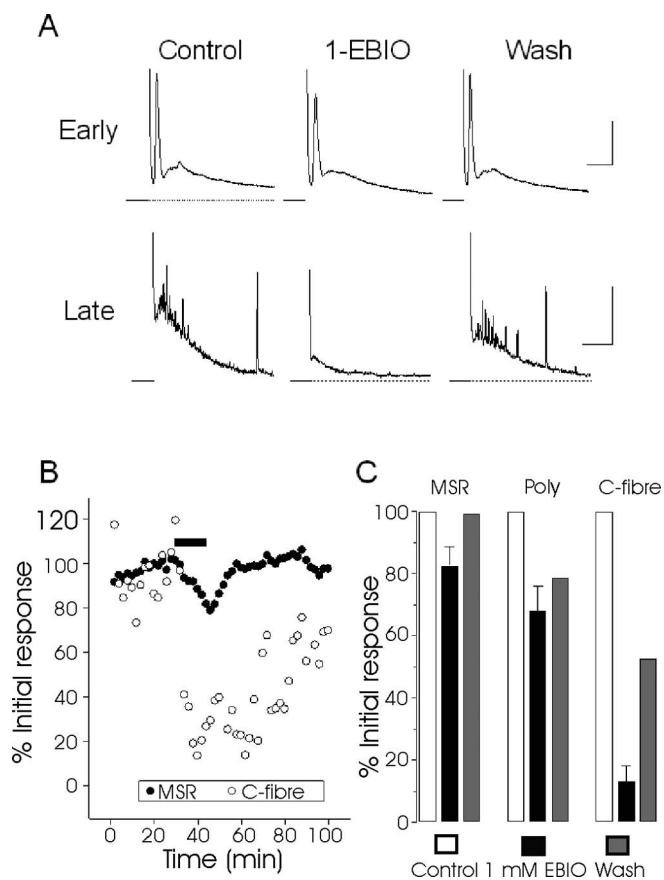 A
Control 1-EBIO Wash
Early
Late
B
% Initial response
120
100
80
60
40
20
0
MSR C-fibre
0 20 40 60 80 100
Time (min)
C
MSR Poly C-fibre
% Initial response
100
80
60
40
20
0
Control 1 mM EBIO Wash